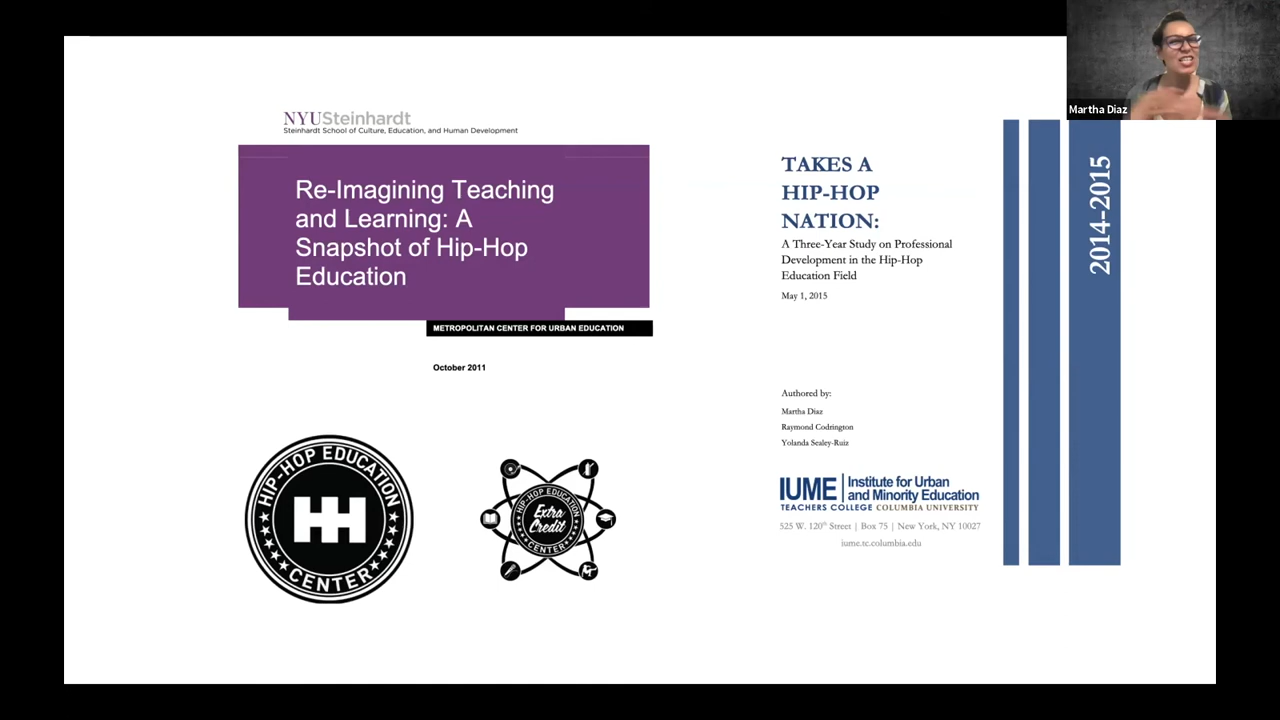 Martha Diaz
NYUSteinhardt
Steinhardt School of Culture, Education, and Human Development
Re-Imagining Teaching
and Learning: A
Snapshot of Hip-Hop
Education
METROPOLITAN CENTER FOR URBAN EDUCATION
October 2011
HIP-HOP EDUCATION
CENTER
HIP-HOP EDUCATION
Extra
Credit
CENTER
TAKES A
HIP-HOP
NATION:
A Three-Year Study on Professional
Development in the Hip-Hop
Education Field
May 1, 2015
Authored by:
Martha Diaz
Raymond Codrington
Yolanda Sealey-Ruiz
IUME Institute for Urban
and Minority Education
TEACHERS COLLEGE COLUMBIA UNIVERSITY
525 W. 120th Street | Box 75 | New York, NY 10027
iume.tc.columbia.edu
2014-2015